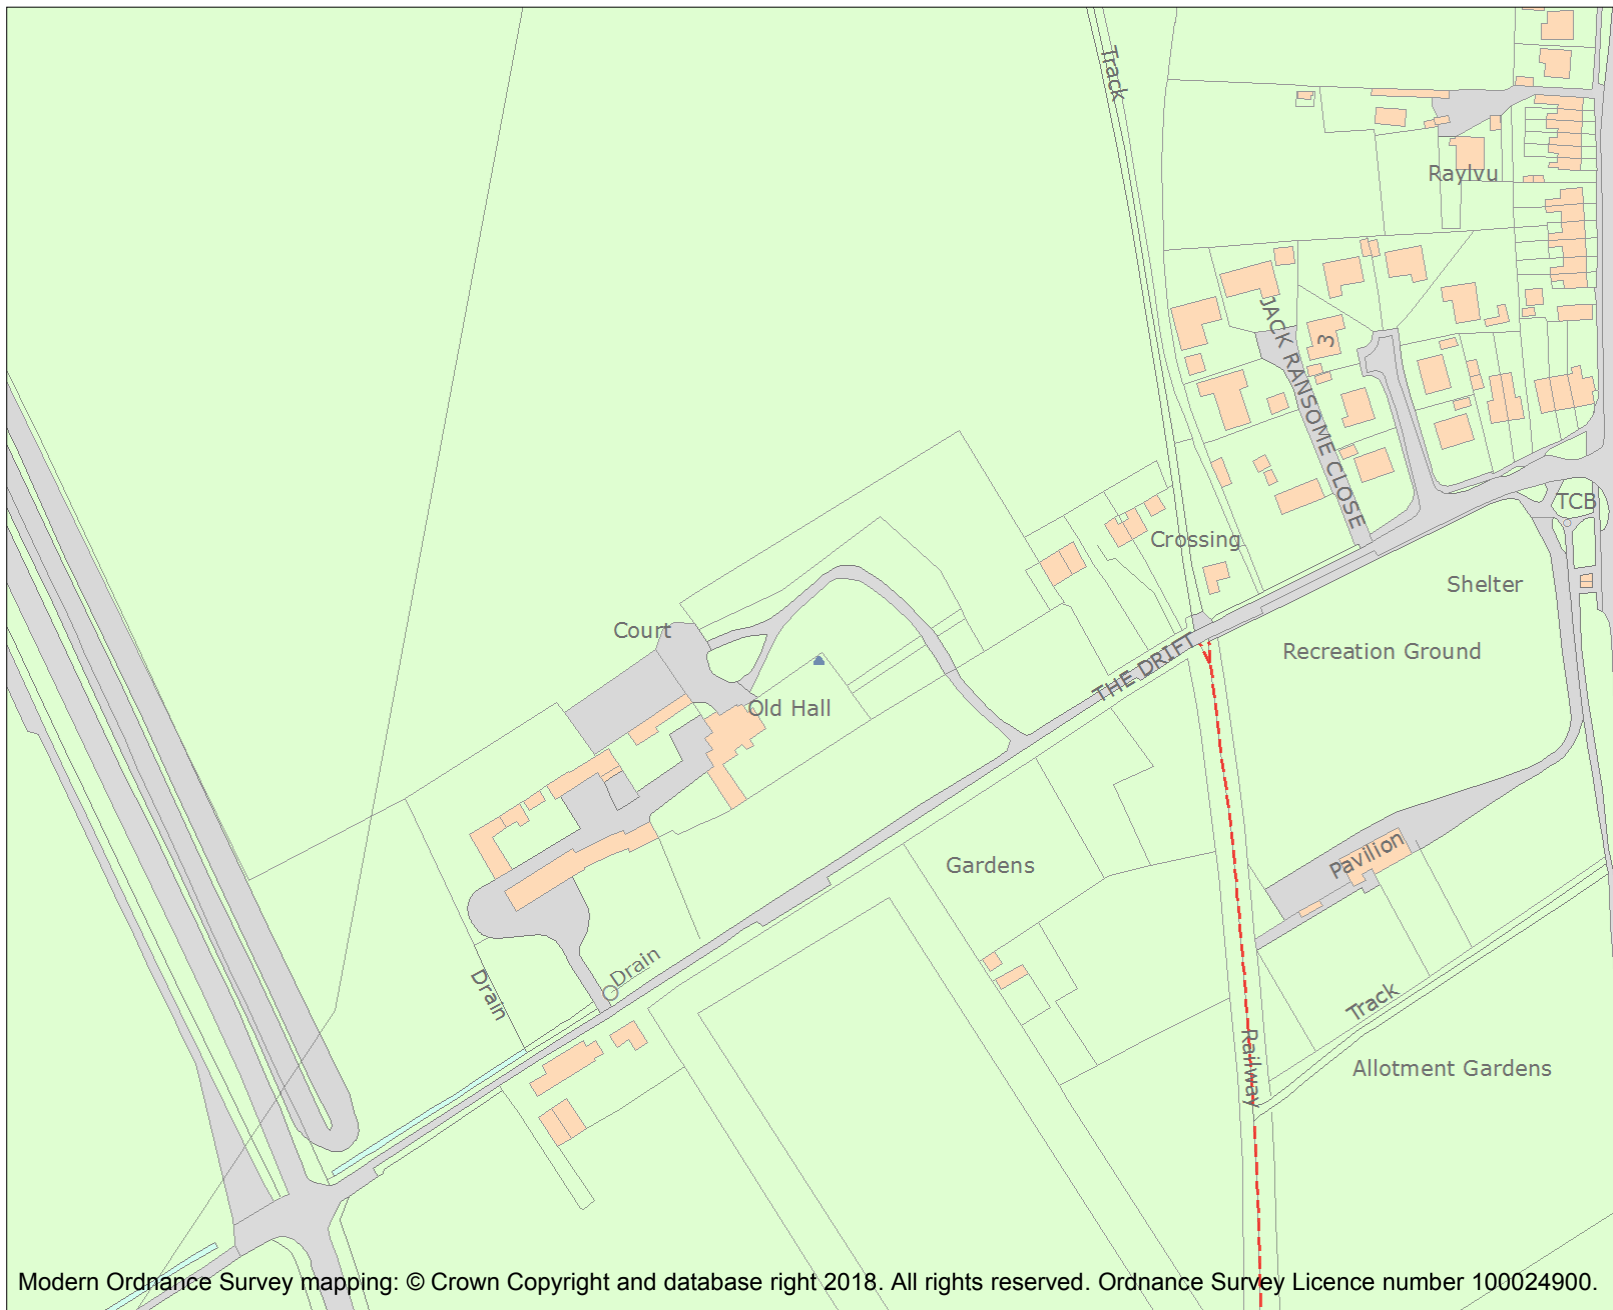 Track
Raylvu
JACK RANSOME CLOSE
3
TCB
Crossing
Shelter
Court
THE DRIFT
Recreation Ground
Old Hall
Pavilion
Gardens
Drain
Drain
Track
Railway
Allotment Gardens
Modern Ordnance Survey mapping: © Crown Copyright and database right 2018. All rights reserved. Ordnance Survey Licence number 100024900.